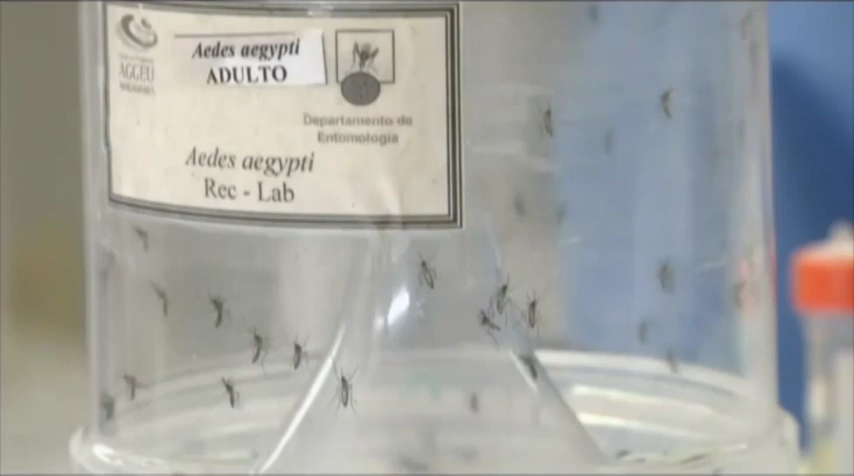 Aedes aegypti
ADULTO
AGGEU
Departamento de
Entomologia
Aedes aegypti
Rec - Lab